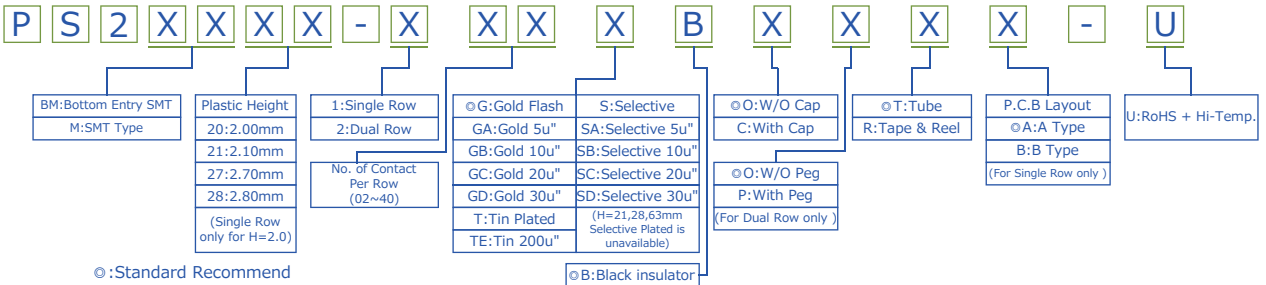 P S 2 X X X X - X X X X B X X X X - U
BM:Bottom Entry SMT
M:SMT Type
Plastic Height
20:2.00mm
21:2.10mm
27:2.70mm
28:2.80mm
(Single Row
only for H=2.0)
1:Single Row
2:Dual Row
No. of Contact
Per Row
(02~40)
◎G:Gold Flash
GA:Gold 5u"
GB:Gold 10u"
GC:Gold 20u"
GD:Gold 30u"
T:Tin Plated
TE:Tin 200u"
S:Selective
SA:Selective 5u"
SB:Selective 10u"
SC:Selective 20u"
SD:Selective 30u"
(H=21,28,63mm
Selective Plated is
unavailable)
◎B:Black insulator
◎O:W/O Cap
C:With Cap
◎O:W/O Peg
P:With Peg
(For Dual Row only )
◎T:Tube
R:Tape & Reel
P.C.B Layout
◎A:A Type
B:B Type
(For Single Row only )
U:RoHS + Hi-Temp.
◎:Standard Recommend